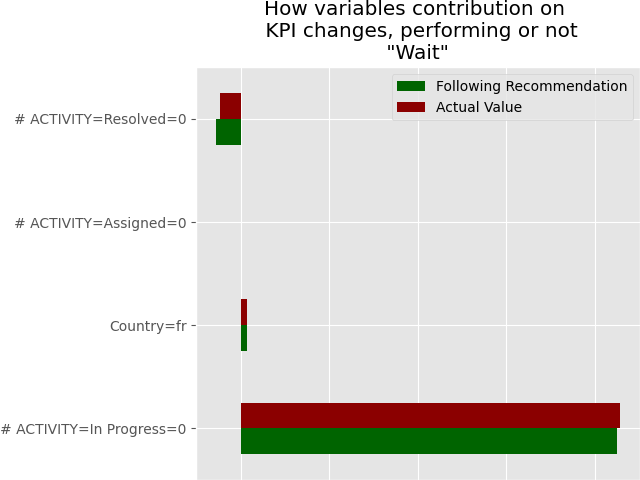 How variables contribution on
KPI changes, performing or not
"Wait"
Following Recommendation
Actual Value
# ACTIVITY=Resolved=0
# ACTIVITY=Assigned=0
Country=fr
# ACTIVITY=In Progress=0